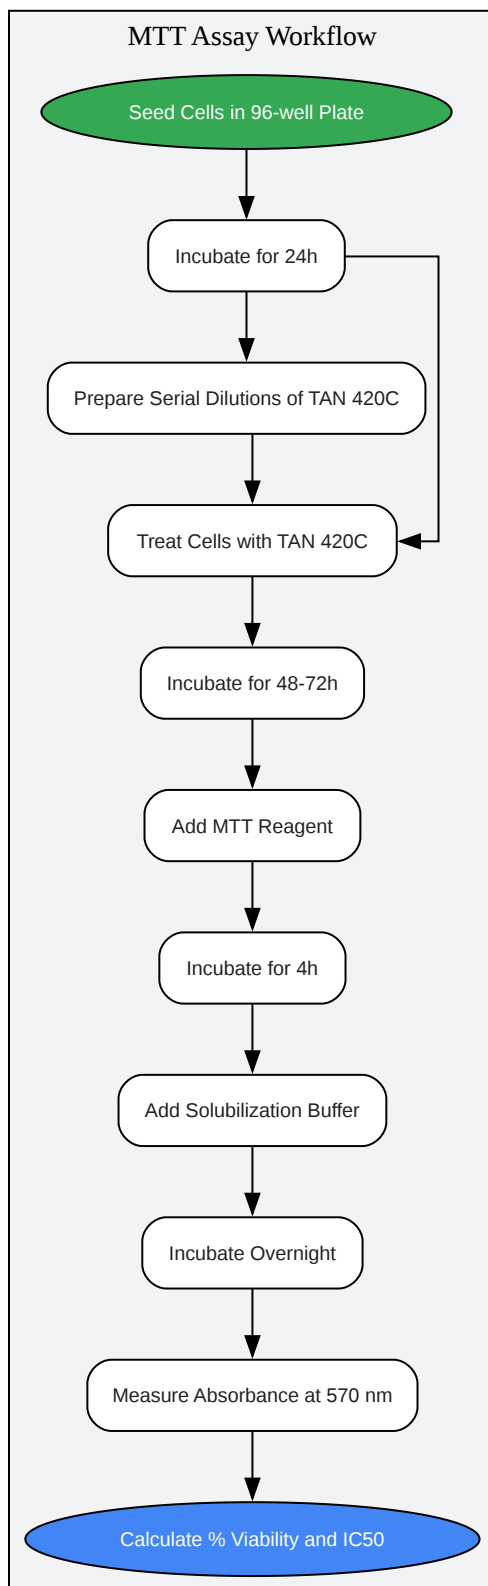 MTT Assay Workflow
Seed Cells in 96-well Plate
Incubate for 24h
Prepare Serial Dilutions of TAN 420C
Treat Cells with TAN 420C
Incubate for 48-72h
Add MTT Reagent
Incubate for 4h
Add Solubilization Buffer
Incubate Overnight
Measure Absorbance at 570 nm
Calculate % Viability and IC50